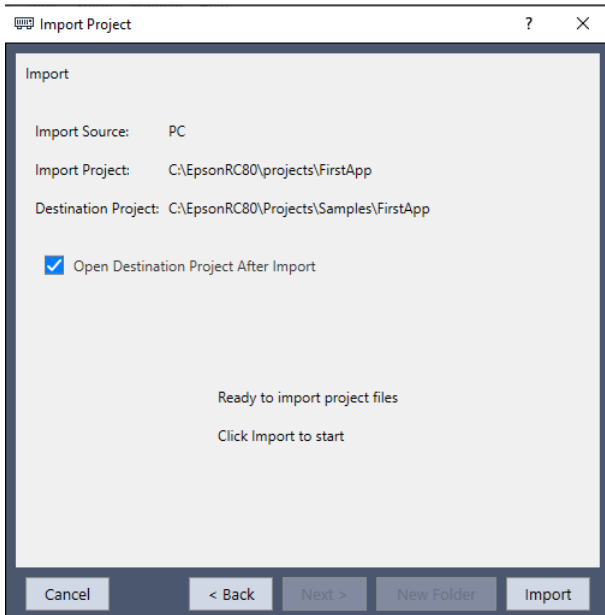 Import Project
?
Import
Import Source: PC
Import Project: C:\EpsonRC80\projects\FirstApp
Destination Project: C:\EpsonRC80\Projects\Samples\FirstApp
Open Destination Project After Import
Ready to import project files
Click Import to start
Cancel < Back Next > New Folder Import